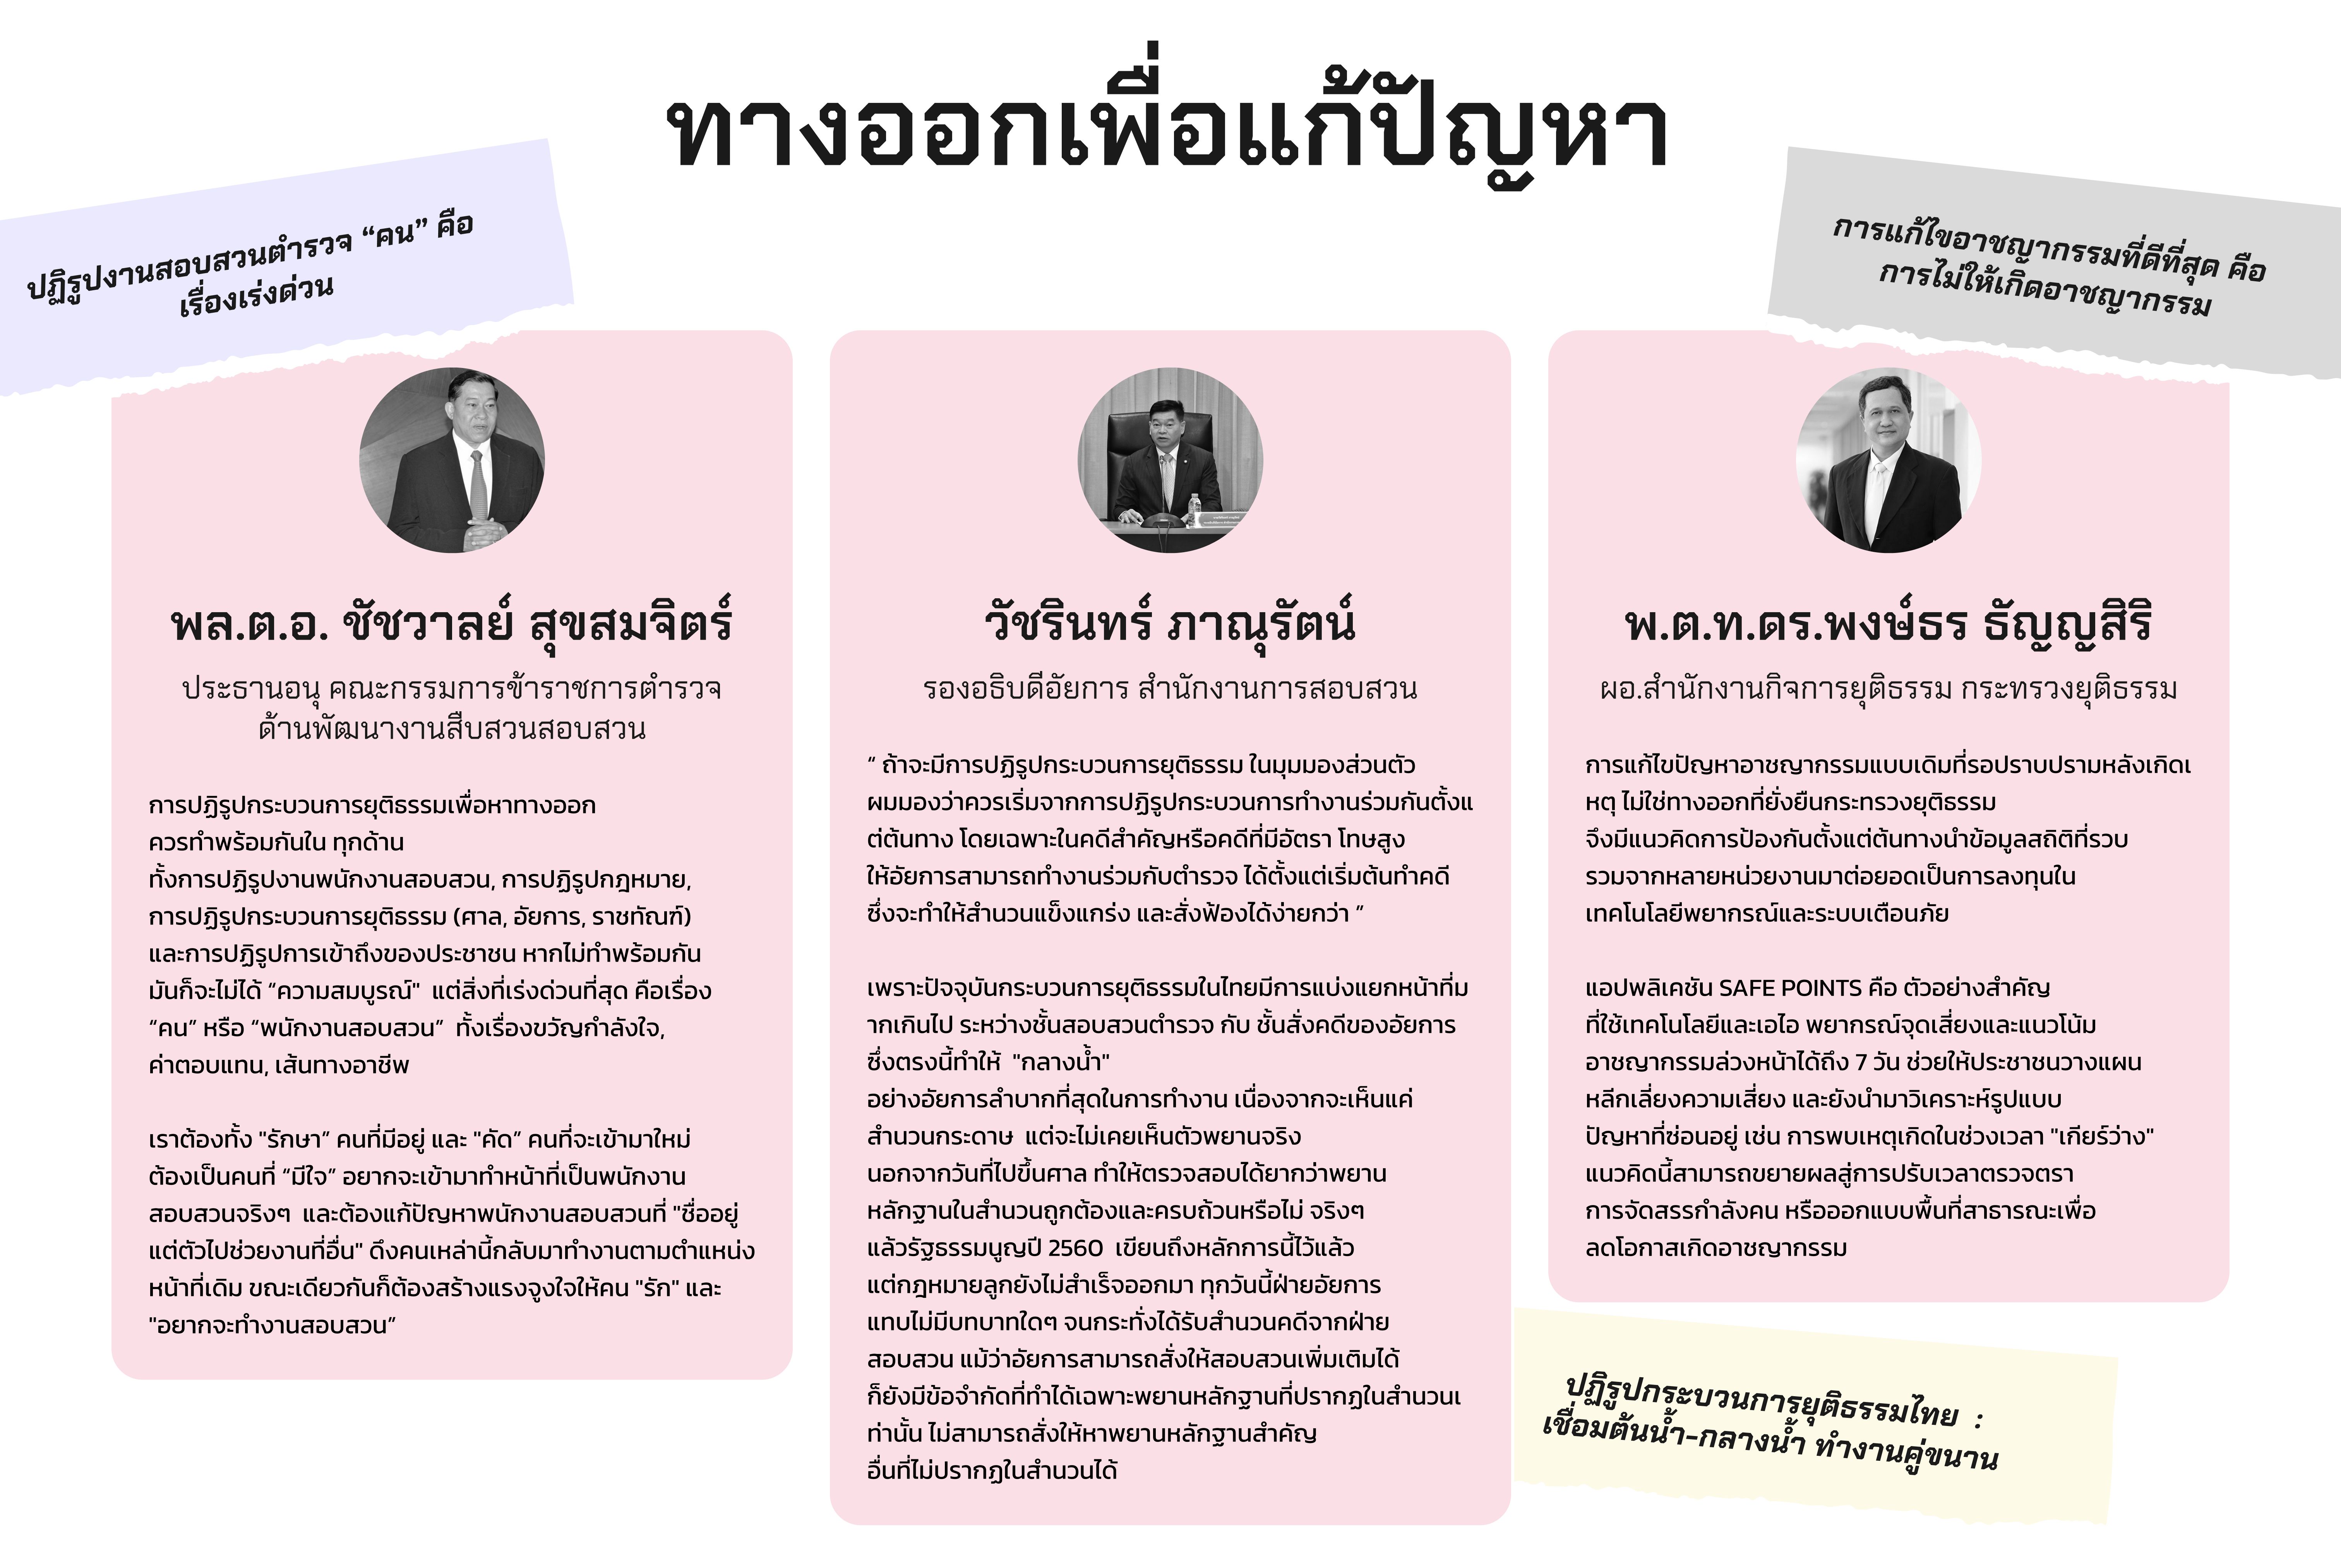 ทางออกเพื่อแก้ปัญหา
ปฏิรูปงานสอบสวนตำรวจ “คน” คือ
เรื่องเร่งด่วน
พล.ต.อ. ชัชวาลย์ สุขสมจิตร์
ประธานอนุ คณะกรรมการข้าราชการตำรวจ
ด้านพัฒนางานสืบสวนสอบสวน
การปฏิรูปกระบวนการยุติธรรมเพื่อหาทางออก
ควรทำพร้อมกันใน ทุกด้าน
ทั้งการปฏิรูปงานพนักงานสอบสวน, การปฏิรูปกฎหมาย,
การปฏิรูปกระบวนการยุติธรรม (ศาล, อัยการ, ราชทัณฑ์)
และการปฏิรูปการเข้าถึงของประชาชน หากไม่ทำพร้อมกัน
มันก็จะไม่ได้ “ความสมบูรณ์"  แต่สิ่งที่เร่งด่วนที่สุด คือเรื่อง
“คน” หรือ “พนักงานสอบสวน”  ทั้งเรื่องขวัญกำลังใจ,
ค่าตอบแทน, เส้นทางอาชีพ
เราต้องทั้ง "รักษา” คนที่มีอยู่ และ "คัด” คนที่จะเข้ามาใหม่
ต้องเป็นคนที่ “มีใจ” อยากจะเข้ามาทำหน้าที่เป็นพนักงาน
สอบสวนจริงๆ  และต้องแก้ปัญหาพนักงานสอบสวนที่ "ชื่ออยู่
แต่ตัวไปช่วยงานที่อื่น" ดึงคนเหล่านี้กลับมาทำงานตามตำแหน่ง
หน้าที่เดิม ขณะเดียวกันก็ต้องสร้างแรงจูงใจให้คน "รัก" และ
"อยากจะทำงานสอบสวน”
วัชรินทร์ ภาณุรัตน์
รองอธิบดีอัยการ สำนักงานการสอบสวน
“ ถ้าจะมีการปฏิรูปกระบวนการยุติธรรม ในมุมมองส่วนตัว
ผมมองว่าควรเริ่มจากการปฏิรูปกระบวนการทำงานร่วมกันตั้งแ
ต่ต้นทาง โดยเฉพาะในคดีสำคัญหรือคดีที่มีอัตรา โทษสูง
ให้อัยการสามารถทำงานร่วมกับตำรวจ ได้ตั้งแต่เริ่มต้นทำคดี
ซึ่งจะทำให้สำนวนแข็งแกร่ง และสั่งฟ้องได้ง่ายกว่า ”
เพราะปัจจุบันกระบวนการยุติธรรมในไทยมีการแบ่งแยกหน้าที่ม
ากเกินไป ระหว่างชั้นสอบสวนตำรวจ กับ ชั้นสั่งคดีของอัยการ
ซึ่งตรงนี้ทำให้  "กลางน้ำ"
อย่างอัยการลำบากที่สุดในการทำงาน เนื่องจากจะเห็นแค่
สำนวนกระดาษ  แต่จะไม่เคยเห็นตัวพยานจริง
นอกจากวันที่ไปขึ้นศาล ทำให้ตรวจสอบได้ยากว่าพยาน
หลักฐานในสำนวนถูกต้องและครบถ้วนหรือไม่ จริงๆ
แล้วรัฐธรรมนูญปี 2560  เขียนถึงหลักการนี้ไว้แล้ว
แต่กฎหมายลูกยังไม่สำเร็จออกมา ทุกวันนี้ฝ่ายอัยการ
แทบไม่มีบทบาทใดๆ จนกระทั่งได้รับสำนวนคดีจากฝ่าย
สอบสวน แม้ว่าอัยการสามารถสั่งให้สอบสวนเพิ่มเติมได้
ก็ยังมีข้อจำกัดที่ทำได้เฉพาะพยานหลักฐานที่ปรากฏในสำนวนเ
ท่านั้น ไม่สามารถสั่งให้หาพยานหลักฐานสำคัญ
อื่นที่ไม่ปรากฏในสำนวนได้
การแก้ไขอาชญากรรมที่ดีที่สุด คือ
การไม่ให้เกิดอาชญากรรม
พ.ต.ท.ดร.พงษ์ธร ธัญญสิริ
ผอ.สำนักงานกิจการยุติธรรม กระทรวงยุติธรรม
การแก้ไขปัญหาอาชญากรรมแบบเดิมที่รอปราบปรามหลังเกิดเ
หตุ ไม่ใช่ทางออกที่ยั่งยืนกระทรวงยุติธรรม
จึงมีแนวคิดการป้องกันตั้งแต่ต้นทางนำข้อมูลสถิติที่รวบ
รวมจากหลายหน่วยงานมาต่อยอดเป็นการลงทุนใน
เทคโนโลยีพยากรณ์และระบบเตือนภัย
แอปพลิเคชัน SAFE POINTS คือ ตัวอย่างสำคัญ
ที่ใช้เทคโนโลยีและเอไอ พยากรณ์จุดเสี่ยงและแนวโน้ม
อาชญากรรมล่วงหน้าได้ถึง 7 วัน ช่วยให้ประชาชนวางแผน
หลีกเลี่ยงความเสี่ยง และยังนำมาวิเคราะห์รูปแบบ
ปัญหาที่ซ่อนอยู่ เช่น การพบเหตุเกิดในช่วงเวลา "เกียร์ว่าง"
แนวคิดนี้สามารถขยายผลสู่การปรับเวลาตรวจตรา
การจัดสรรกำลังคน หรือออกแบบพื้นที่สาธารณะเพื่อ
ลดโอกาสเกิดอาชญากรรม
ปฏิรูปกระบวนการยุติธรรมไทย  :
เชื่อมต้นน้ำ-กลางน้ำ ทำงานคู่ขนาน